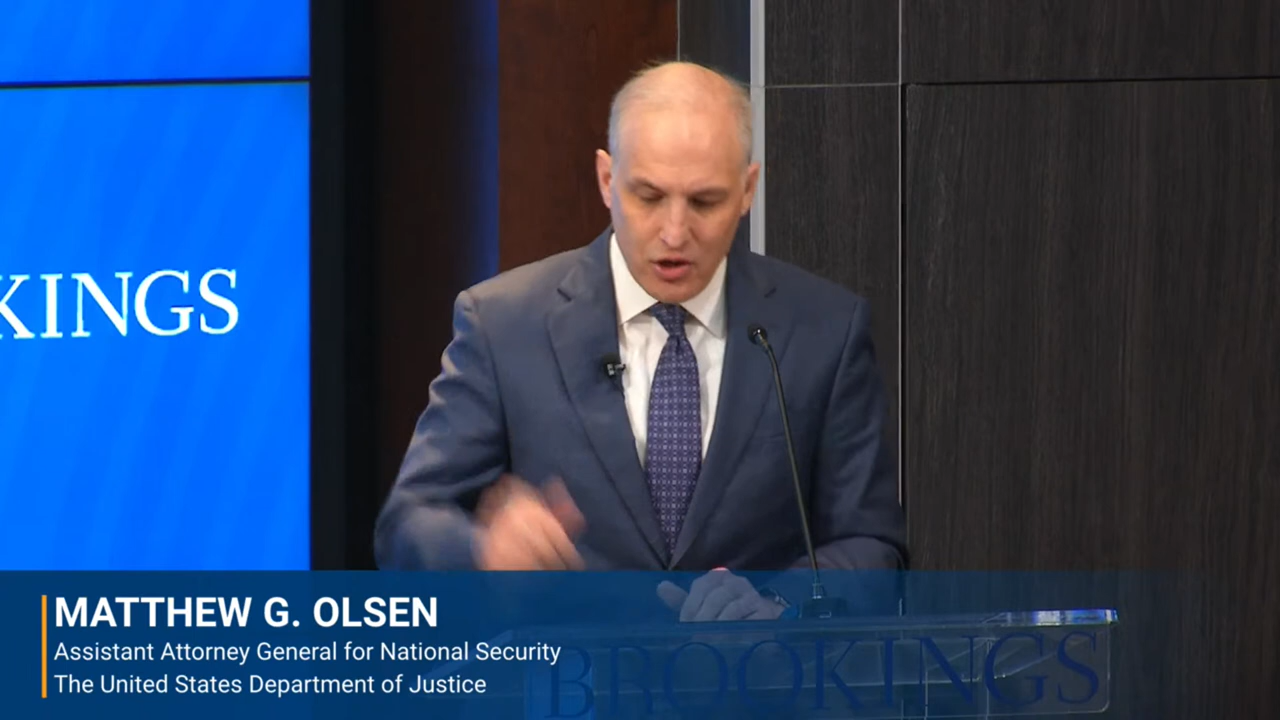 KINGS
MATTHEW G. OLSEN
Assistant Attorney General for National Security
The United States Department of Justice
BROOKINGS